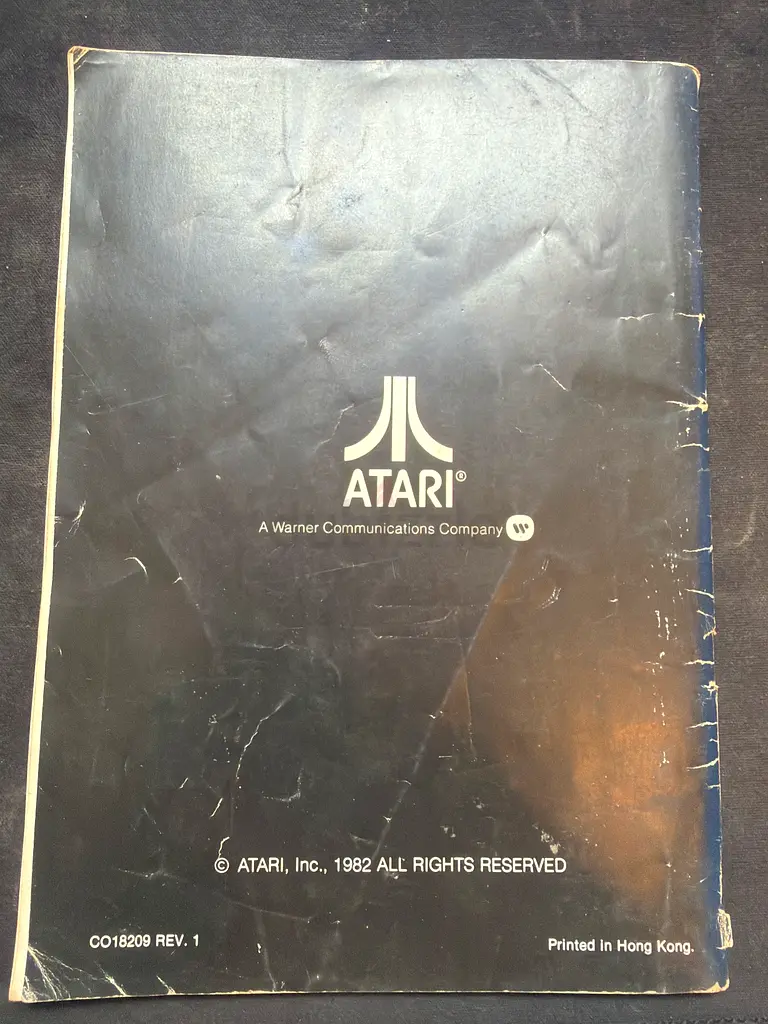 ATARI®
A Warner Communications Company
© ATARI, Inc., 1982 ALL RIGHTS RESERVED
CO18209 REV. 1
Printed in Hong Kong.